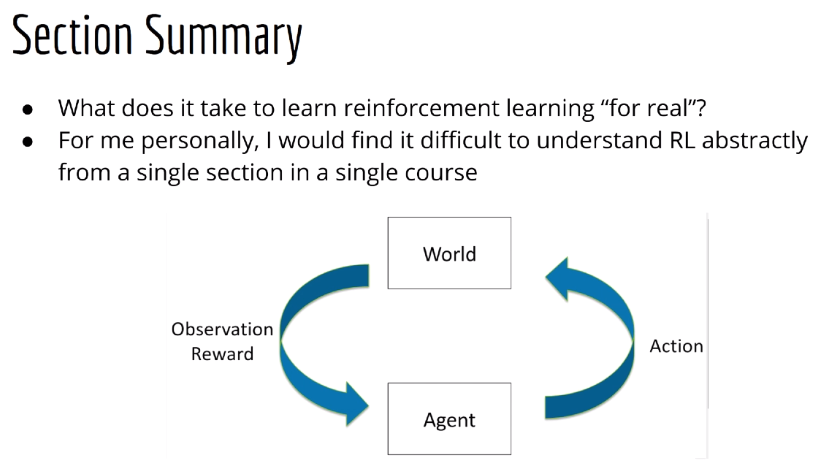 Section Summary
● What does it take to learn reinforcement learning “for real”?
● For me personally, I would find it difficult to understand RL abstractly
from a single section in a single course
World
Observation
Reward
Action
Agent